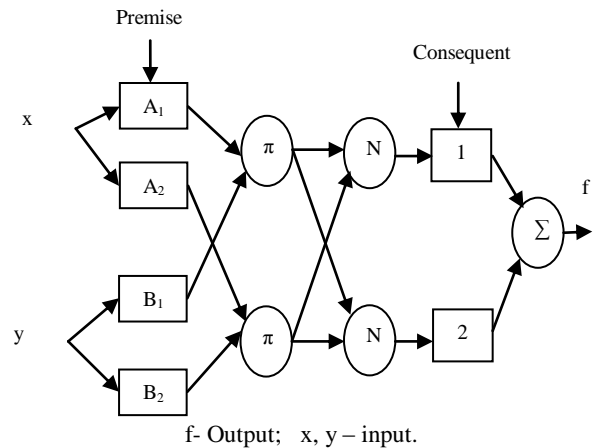 Premise
Consequent
x
A₁
A₂
π
N
1
f
Σ
y
B₁
B₂
π
N
2
f- Output; x, y – input.